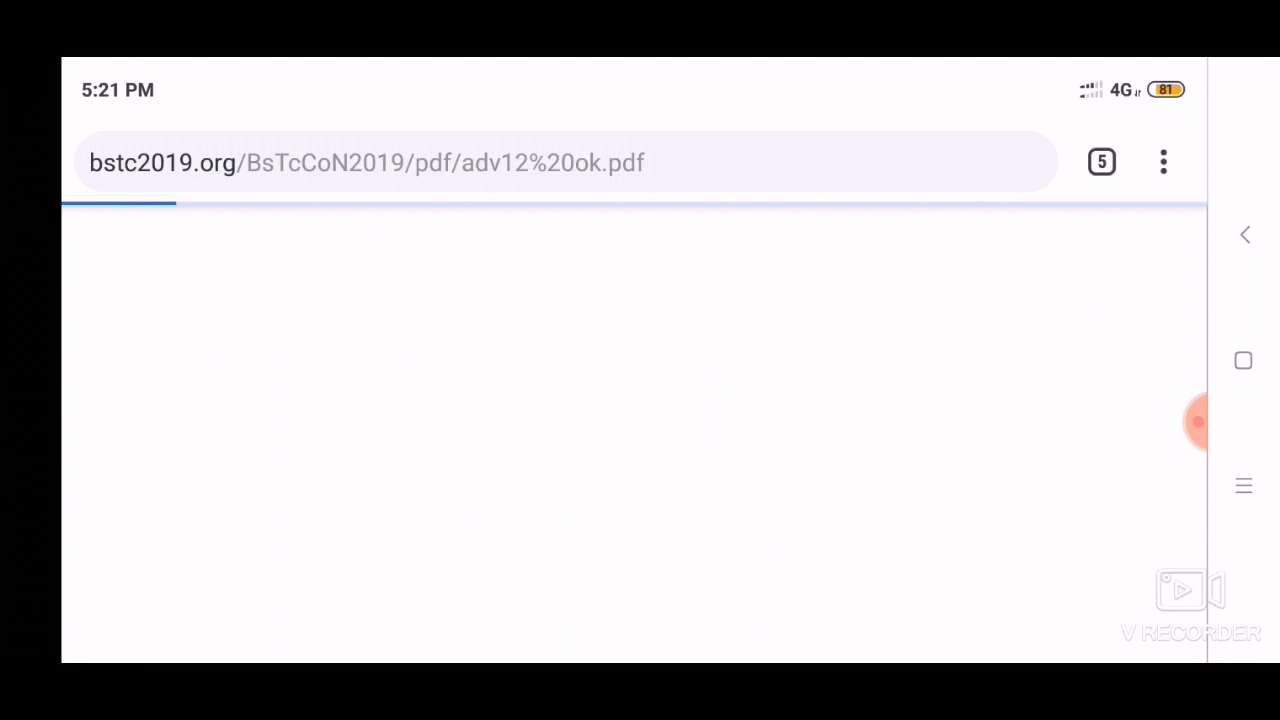 5:21 PM
4G 81
bstc2019.org/BsTcCoN2019/pdf/adv12%20ok.pdf
5
V RECORDER